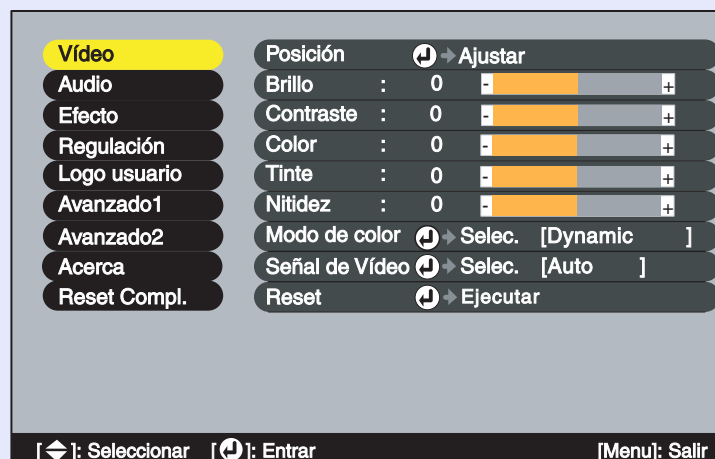 Vídeo
Audio
Efecto
Regulación
Logo usuario
Avanzado1
Avanzado2
Acerca
Reset Compl.
Posición Ajustar
Brillo : 0 - +
Contraste : 0 - +
Color : 0 - +
Tinte : 0 - +
Nitidez : 0 - +
Modo de color Selec. [Dynamic ]
Señal de Vídeo Selec. [Auto ]
Reset Ejecutar
[ ]: Seleccionar [ ]: Entrar [Menu]: Salir